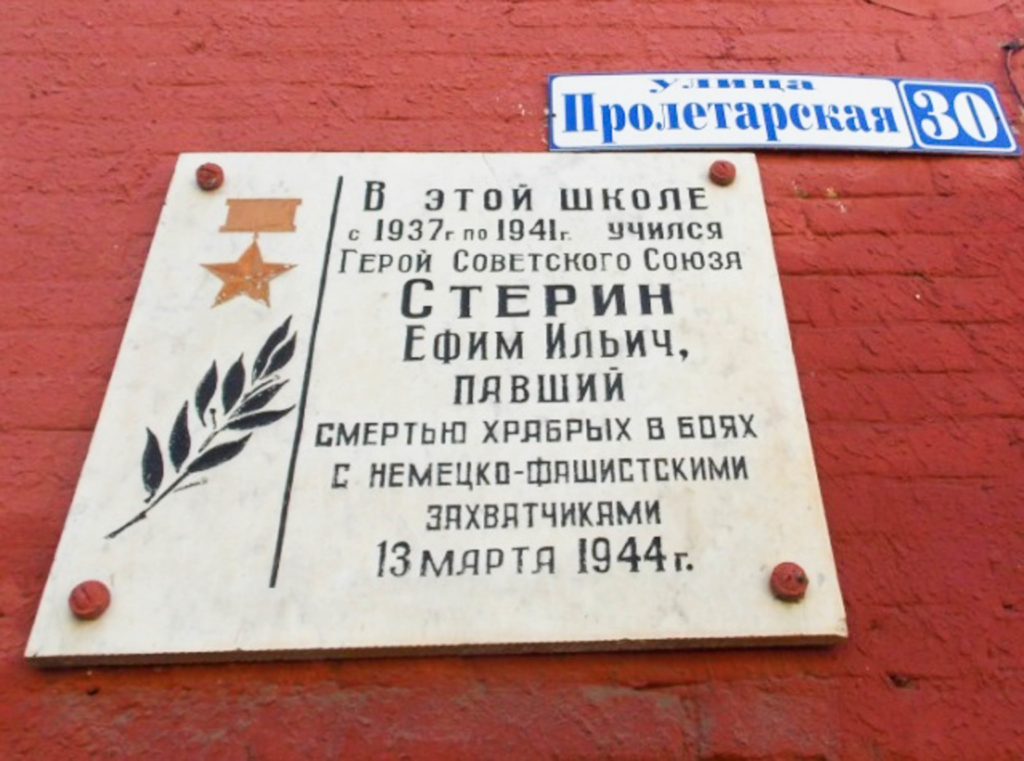 улица
Пролетарская 30
В этой школе
с 1937г по 1941г. учился
Герой Советского Союза
Стерин
Ефим Ильич,
павший
смертью храбрых в боях
с немецко-фашистскими
захватчиками
13 марта 1944г.